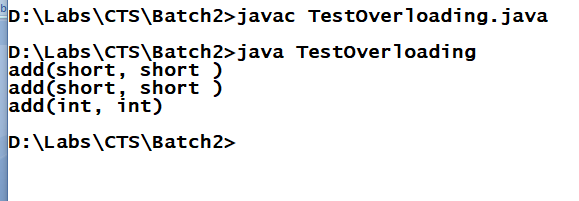 D:\Labs\CTS\Batch2>javac TestOverloading.java
D:\Labs\CTS\Batch2>java TestOverloading
add(short, short )
add(short, short )
add(int, int)
D:\Labs\CTS\Batch2>